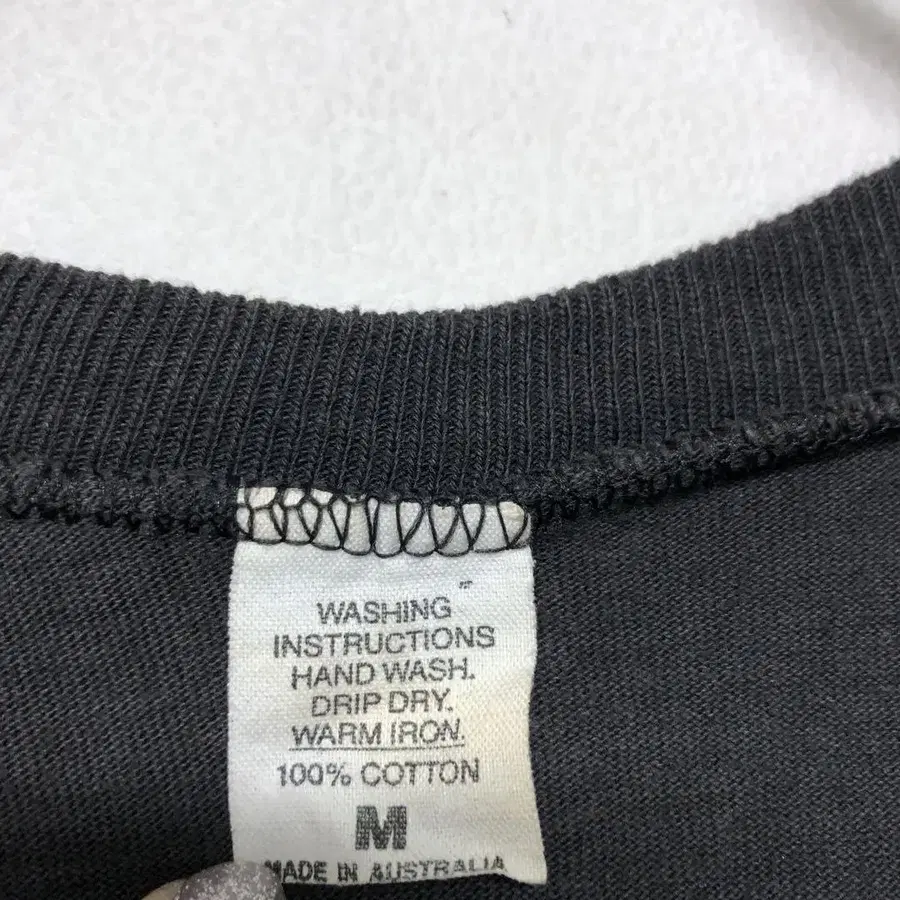 WASHING
INSTRUCTIONS
HAND WASH.
DRIP DRY.
WARM IRON.
100% COTTON
M
MADE IN AUSTRALIA